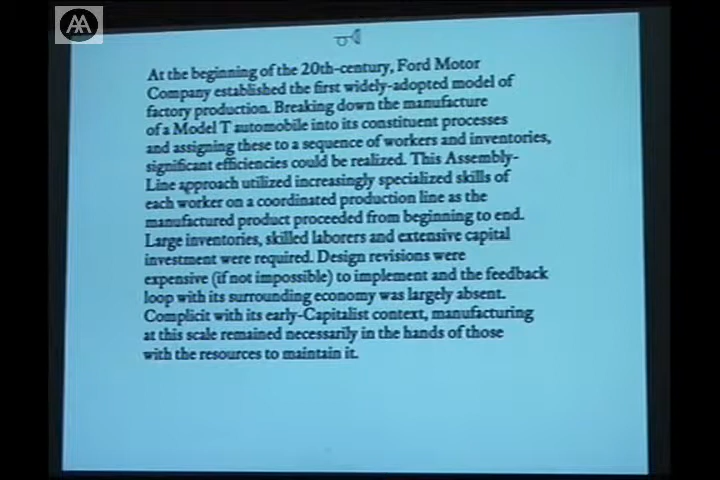 AA
At the beginning of the 20th-century, Ford Motor
Company established the first widely-adopted model of
factory production. Breaking down the manufacture
of a Model T automobile into its constituent processes
and assigning these to a sequence of workers and inventories,
significant efficiencies could be realized. This Assembly-
Line approach utilized increasingly specialized skills of
each worker on a coordinated production line as the
manufactured product proceeded from beginning to end.
Large inventories, skilled laborers and extensive capital
investment were required. Design revisions were
expensive (if not impossible) to implement and the feedback
loop with its surrounding economy was largely absent.
Complicit with its early-Capitalist context, manufacturing
at this scale remained necessarily in the hands of those
with the resources to maintain it.